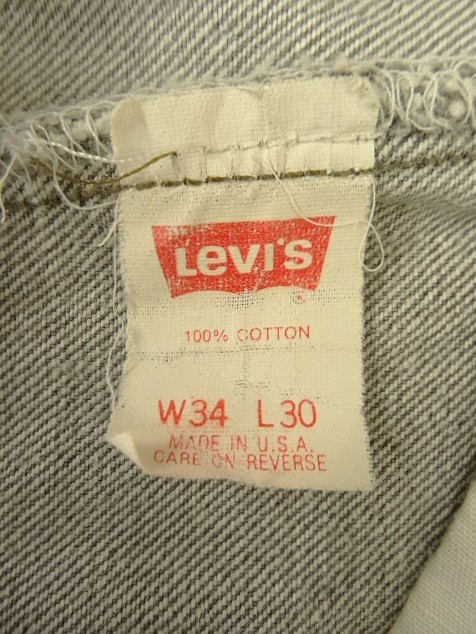 Levi's
®
100% COTTON
W34 L30
MADE IN U.S.A.
CARE ON REVERSE